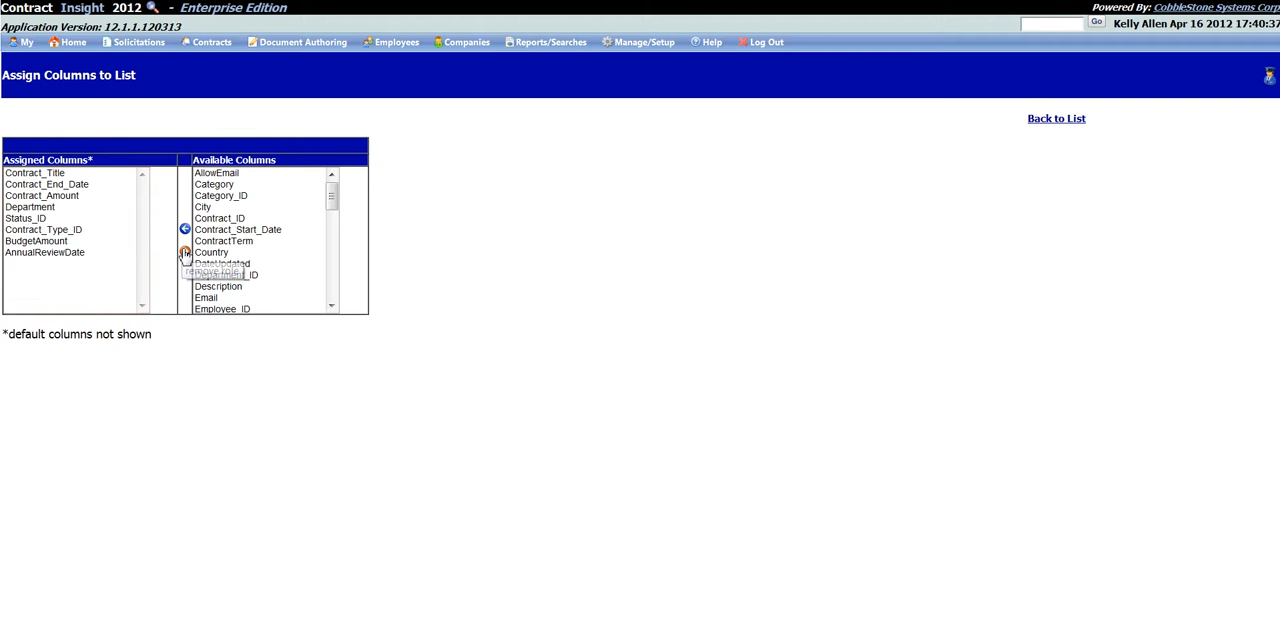 Contract Insight 2012 - Enterprise Edition
Powered By: CobbleStone Systems Corp
Application Version: 12.1.1.120313
Go
Kelly Allen Apr 16 2012 17:40:37
My Home Solicitations Contracts Document Authoring Employees Companies Reports/Searches Manage/Setup Help Log Out
Assign Columns to List
Back to List
Assigned Columns*
Contract_Title
Contract_End_Date
Contract_Amount
Department
Status_ID
Contract_Type_ID
BudgetAmount
AnnualReviewDate
remove role
Available Columns
AllowEmail
Category
Category_ID
City
Contract_ID
Contract_Start_Date
ContractTerm
Country
DateUpdated
Department_ID
Description
Email
Employee_ID
*default columns not shown